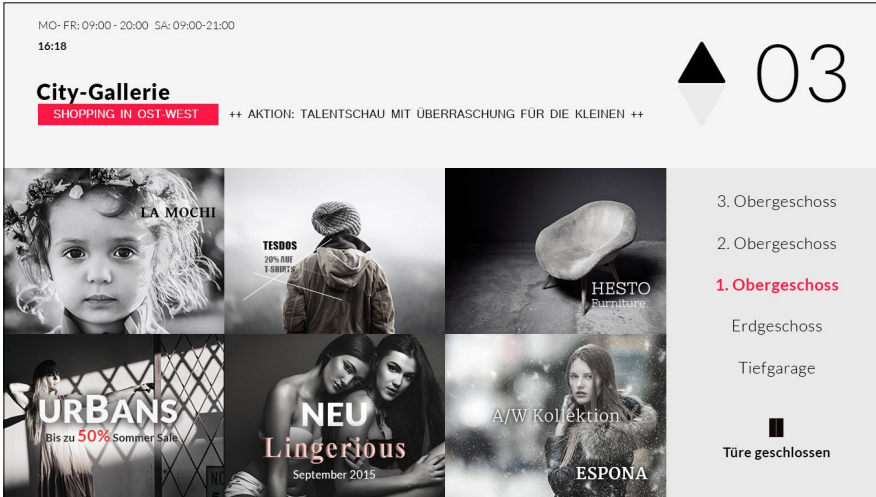 MO- FR: 09:00 - 20:00 SA: 09:00-21:00
16:18
03
City-Gallerie
SHOPPING IN OST-WEST ++ AKTION: TALENTSCHAU MIT ÜBERRASCHUNG FÜR DIE KLEINEN ++
LA MOCHI
TESDOS
20% AUF
T-SHIRTS
HESTO
Furniture
URBANS
Bis zu 50% Sommer Sale
NEU
Lingerious
September 2015
A/W Kollektion
ESPONA
3. Obergeschoss
2. Obergeschoss
1. Obergeschoss
Erdgeschoss
Tiefgarage
Türe geschlossen